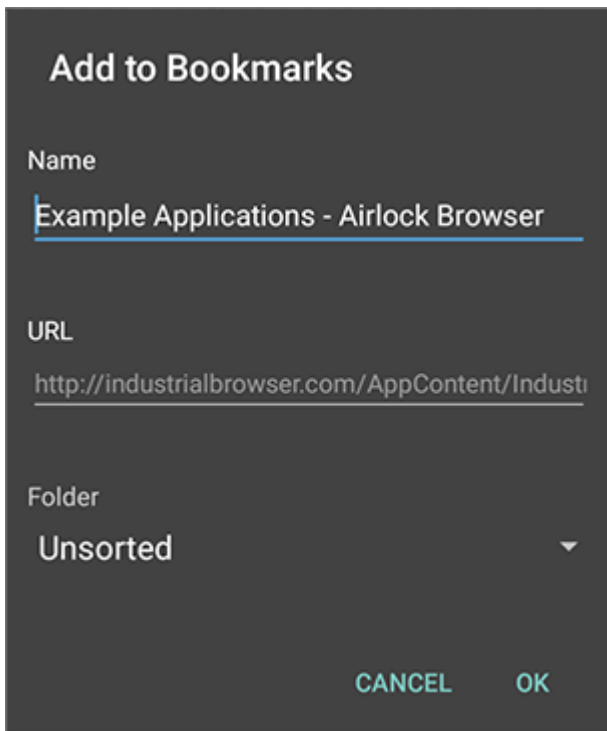 Add to Bookmarks
Name
Example Applications - Airlock Browser
URL
http://industrialbrowser.com/AppContent/Industr
Folder
Unsorted
CANCEL OK